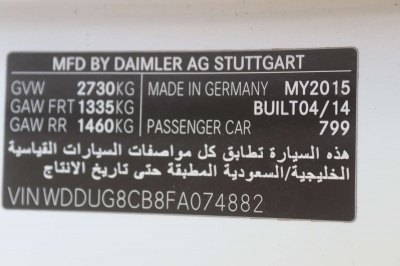 MFD BY DAIMLER AG STUTTGART
GVW 2730KG MADE IN GERMANY MY2015
GAW FRT 1335KG BUILT04/14
GAW RR 1460KG PASSENGER CAR 799
هذه السيارة تطابق كل مواصفات السيارات القياسية
الخليجية/السعودية المطبقة حتى تاريخ الانتاج
VIN WDDUG8CB8FA074882